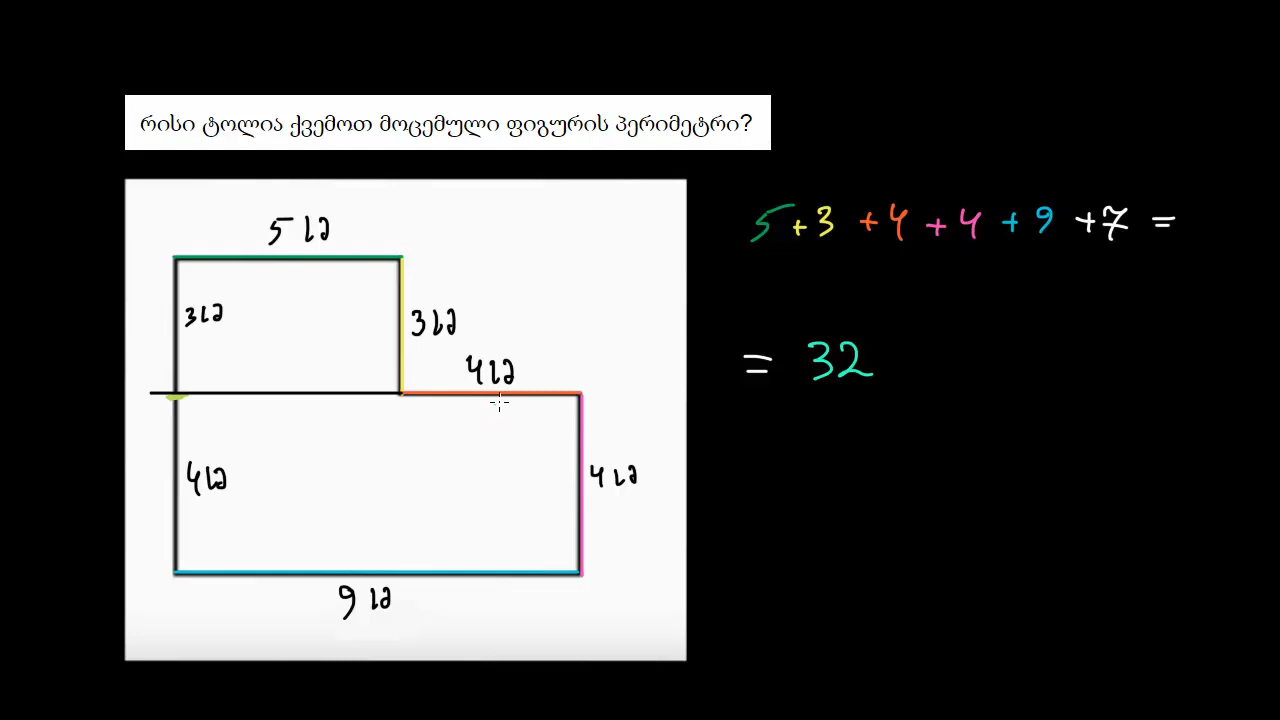 რისი ტოლია ქვემოთ მოცემული ფიგურის პერიმეტრი?
5 სმ
5 + 3 + 4 + 4 + 9 + 7 =
3სმ
3სმ
4სმ
= 32
4სმ
4სმ
9 სმ